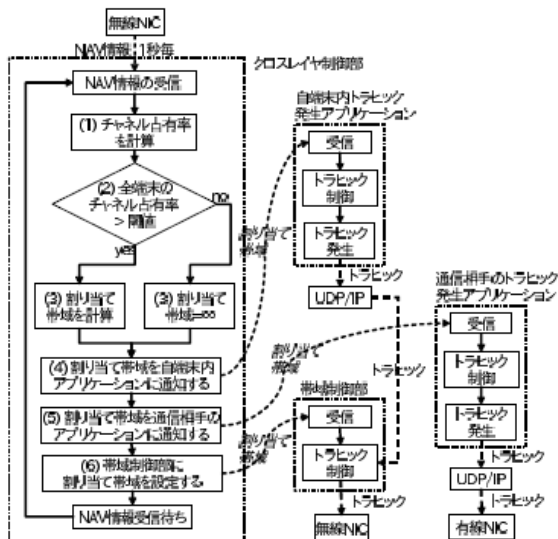 無線NIC
NAV情報:1秒毎
クロスレイヤ制御部
NAV情報の受信
(1) チャネル占有率
を計算
(2) 全端末の
チャネル占有率
> 閾値
no
yes
(3) 割り当て
帯域を計算
(3) 割り当て
帯域=∞
(4) 割り当て帯域を自端末内
アプリケーションに通知する
(5) 割り当て帯域を通信相手の
アプリケーションに通知する
(6) 帯域制御部に
割り当て帯域を設定する
NAV情報受信待ち
自端末内トラヒック
発生アプリケーション
受信
トラヒック
制御
トラヒック
発生
トラヒック
UDP/IP
割り当て
帯域
割り当て
帯域
割り当て
帯域
トラヒック
帯域制御部
受信
トラヒック
制御
トラヒック
無線NIC
通信相手のトラヒック
発生アプリケーション
受信
トラヒック
制御
トラヒック
発生
トラヒック
UDP/IP
トラヒック
有線NIC